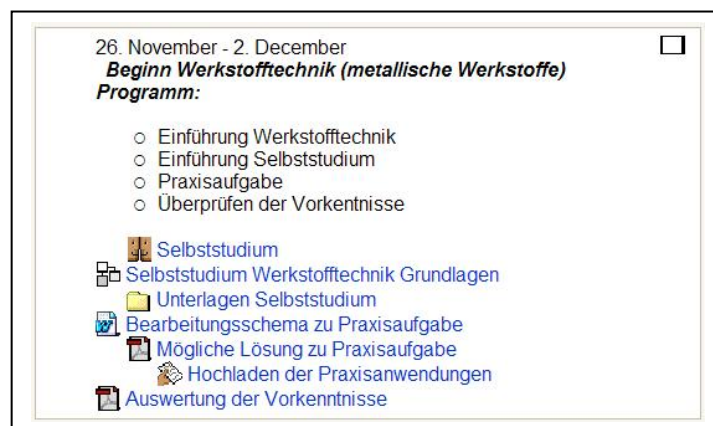 26. November - 2. December
Beginn Werkstofftechnik (metallische Werkstoffe)
Programm:
Einführung Werkstofftechnik
Einführung Selbststudium
Praxisaufgabe
Überprüfen der Vorkentnisse
Selbststudium
Selbststudium Werkstofftechnik Grundlagen
Unterlagen Selbststudium
Bearbeitungsschema zu Praxisaufgabe
Mögliche Lösung zu Praxisaufgabe
Hochladen der Praxisanwendungen
Auswertung der Vorkenntnisse